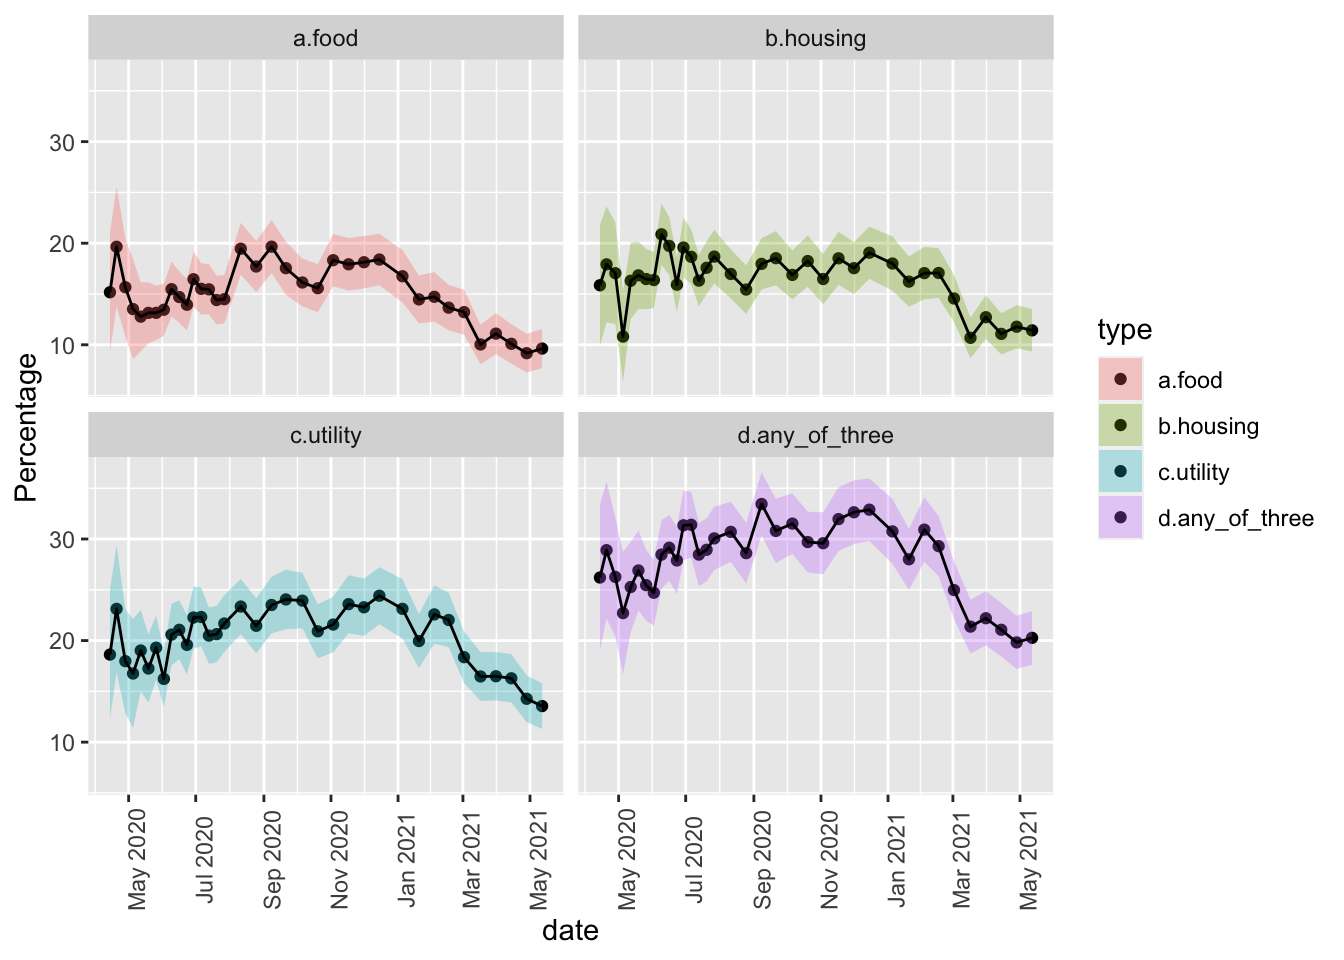 a.food
b.housing
30
20
10
c.utility
d.any_of_three
30
20
10
Percentage
May 2020
Jul 2020
Sep 2020
Nov 2020
Jan 2021
Mar 2021
May 2021
May 2020
Jul 2020
Sep 2020
Nov 2020
Jan 2021
Mar 2021
May 2021
date
type
a.food
b.housing
c.utility
d.any_of_three